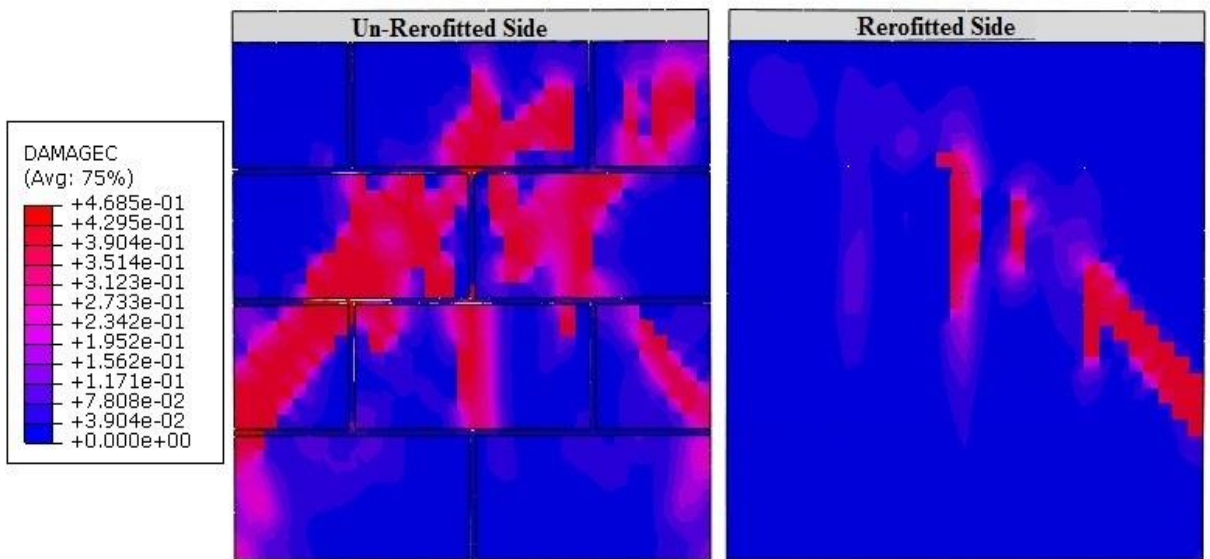 Un-Rerofitted Side
Rerofitted Side
DAMAGEC
(Avg: 75%)
+4.685e-01
+4.295e-01
+3.904e-01
+3.514e-01
+3.123e-01
+2.733e-01
+2.342e-01
+1.952e-01
+1.562e-01
+1.171e-01
+7.808e-02
+3.904e-02
+0.000e+00